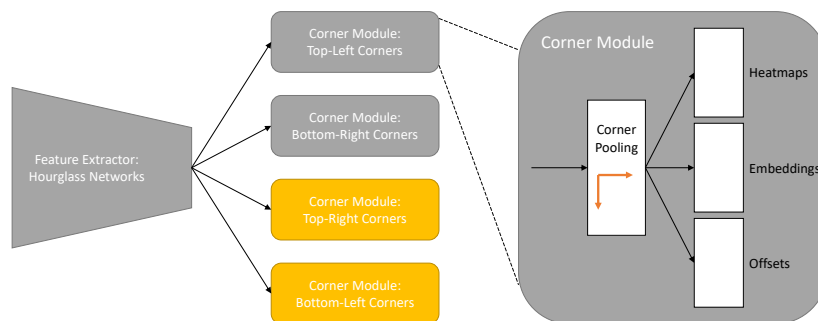 Feature Extractor:
Hourglass Networks
Corner Module:
Top-Left Corners
Corner Module:
Bottom-Right Corners
Corner Module:
Top-Right Corners
Corner Module:
Bottom-Left Corners
Corner Module
Corner
Pooling
Heatmaps
Embeddings
Offsets